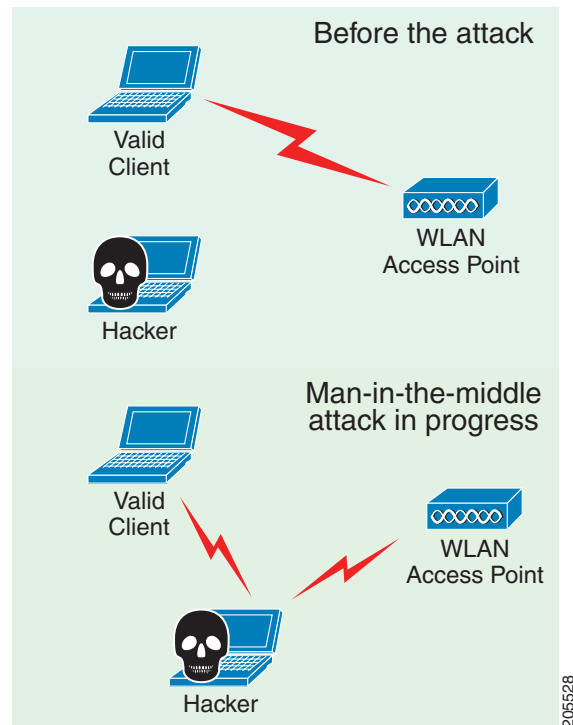 Before the attack
Valid
Client
WLAN
Access Point
Hacker
Man-in-the-middle
attack in progress
Valid
Client
WLAN
Access Point
Hacker
205528